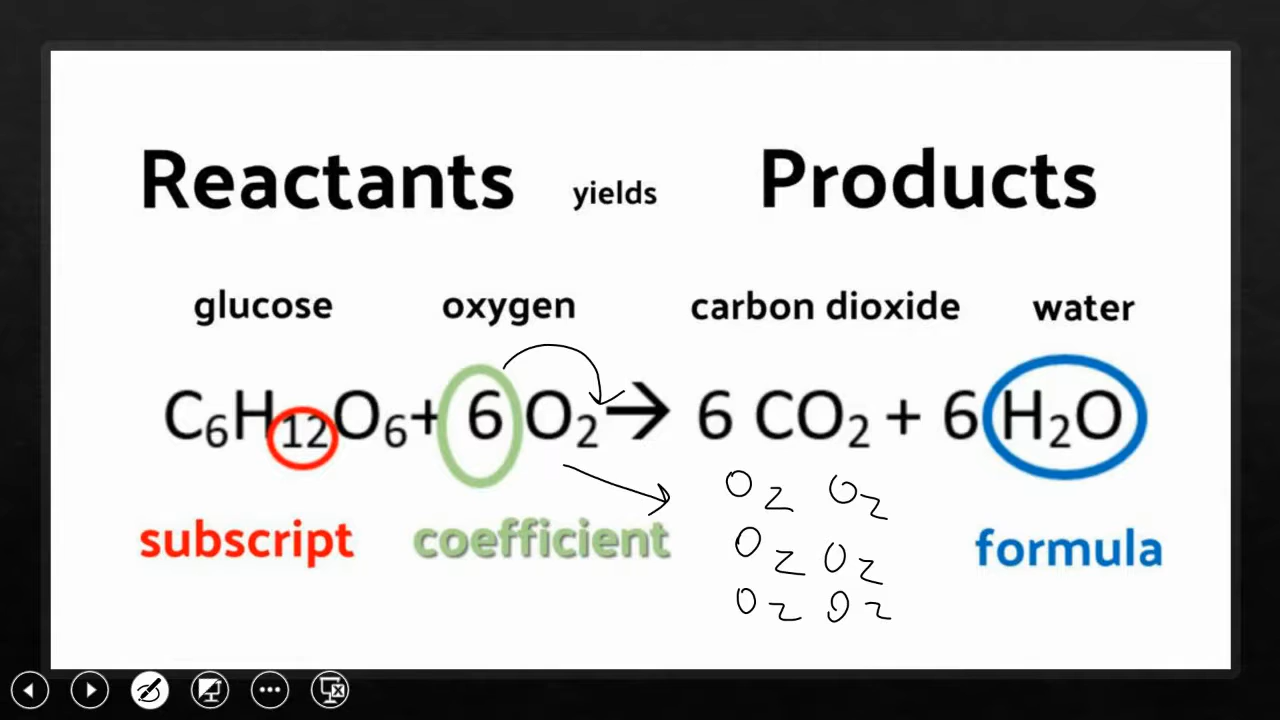 Reactants yields Products
glucose oxygen carbon dioxide water
C₆H₁₂O₆+ 6 O₂→ 6 CO₂ + 6 H₂O
O₂ O₂
subscript coefficient formula
O₂ O₂
O₂ O₂